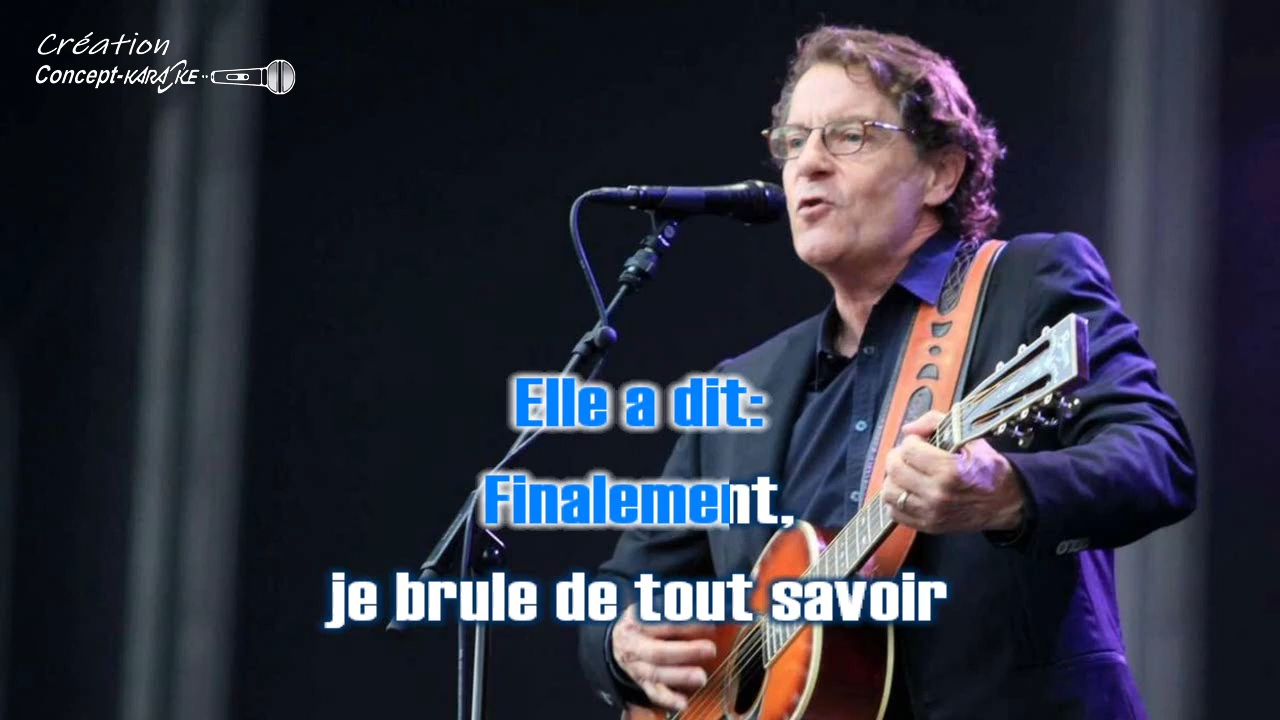 Création
Concept-KARAOKE
Elle a dit:
Finalement,
je brule de tout savoir